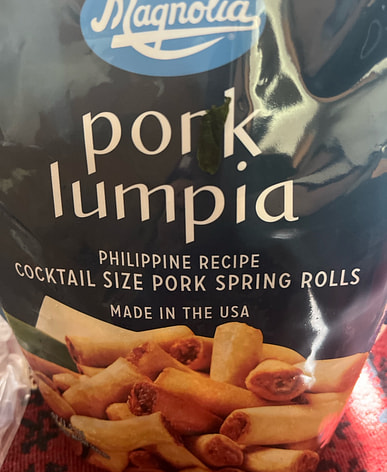 Magnolia
pork
lumpia
PHILIPPINE RECIPE
COCKTAIL SIZE PORK SPRING ROLLS
MADE IN THE USA